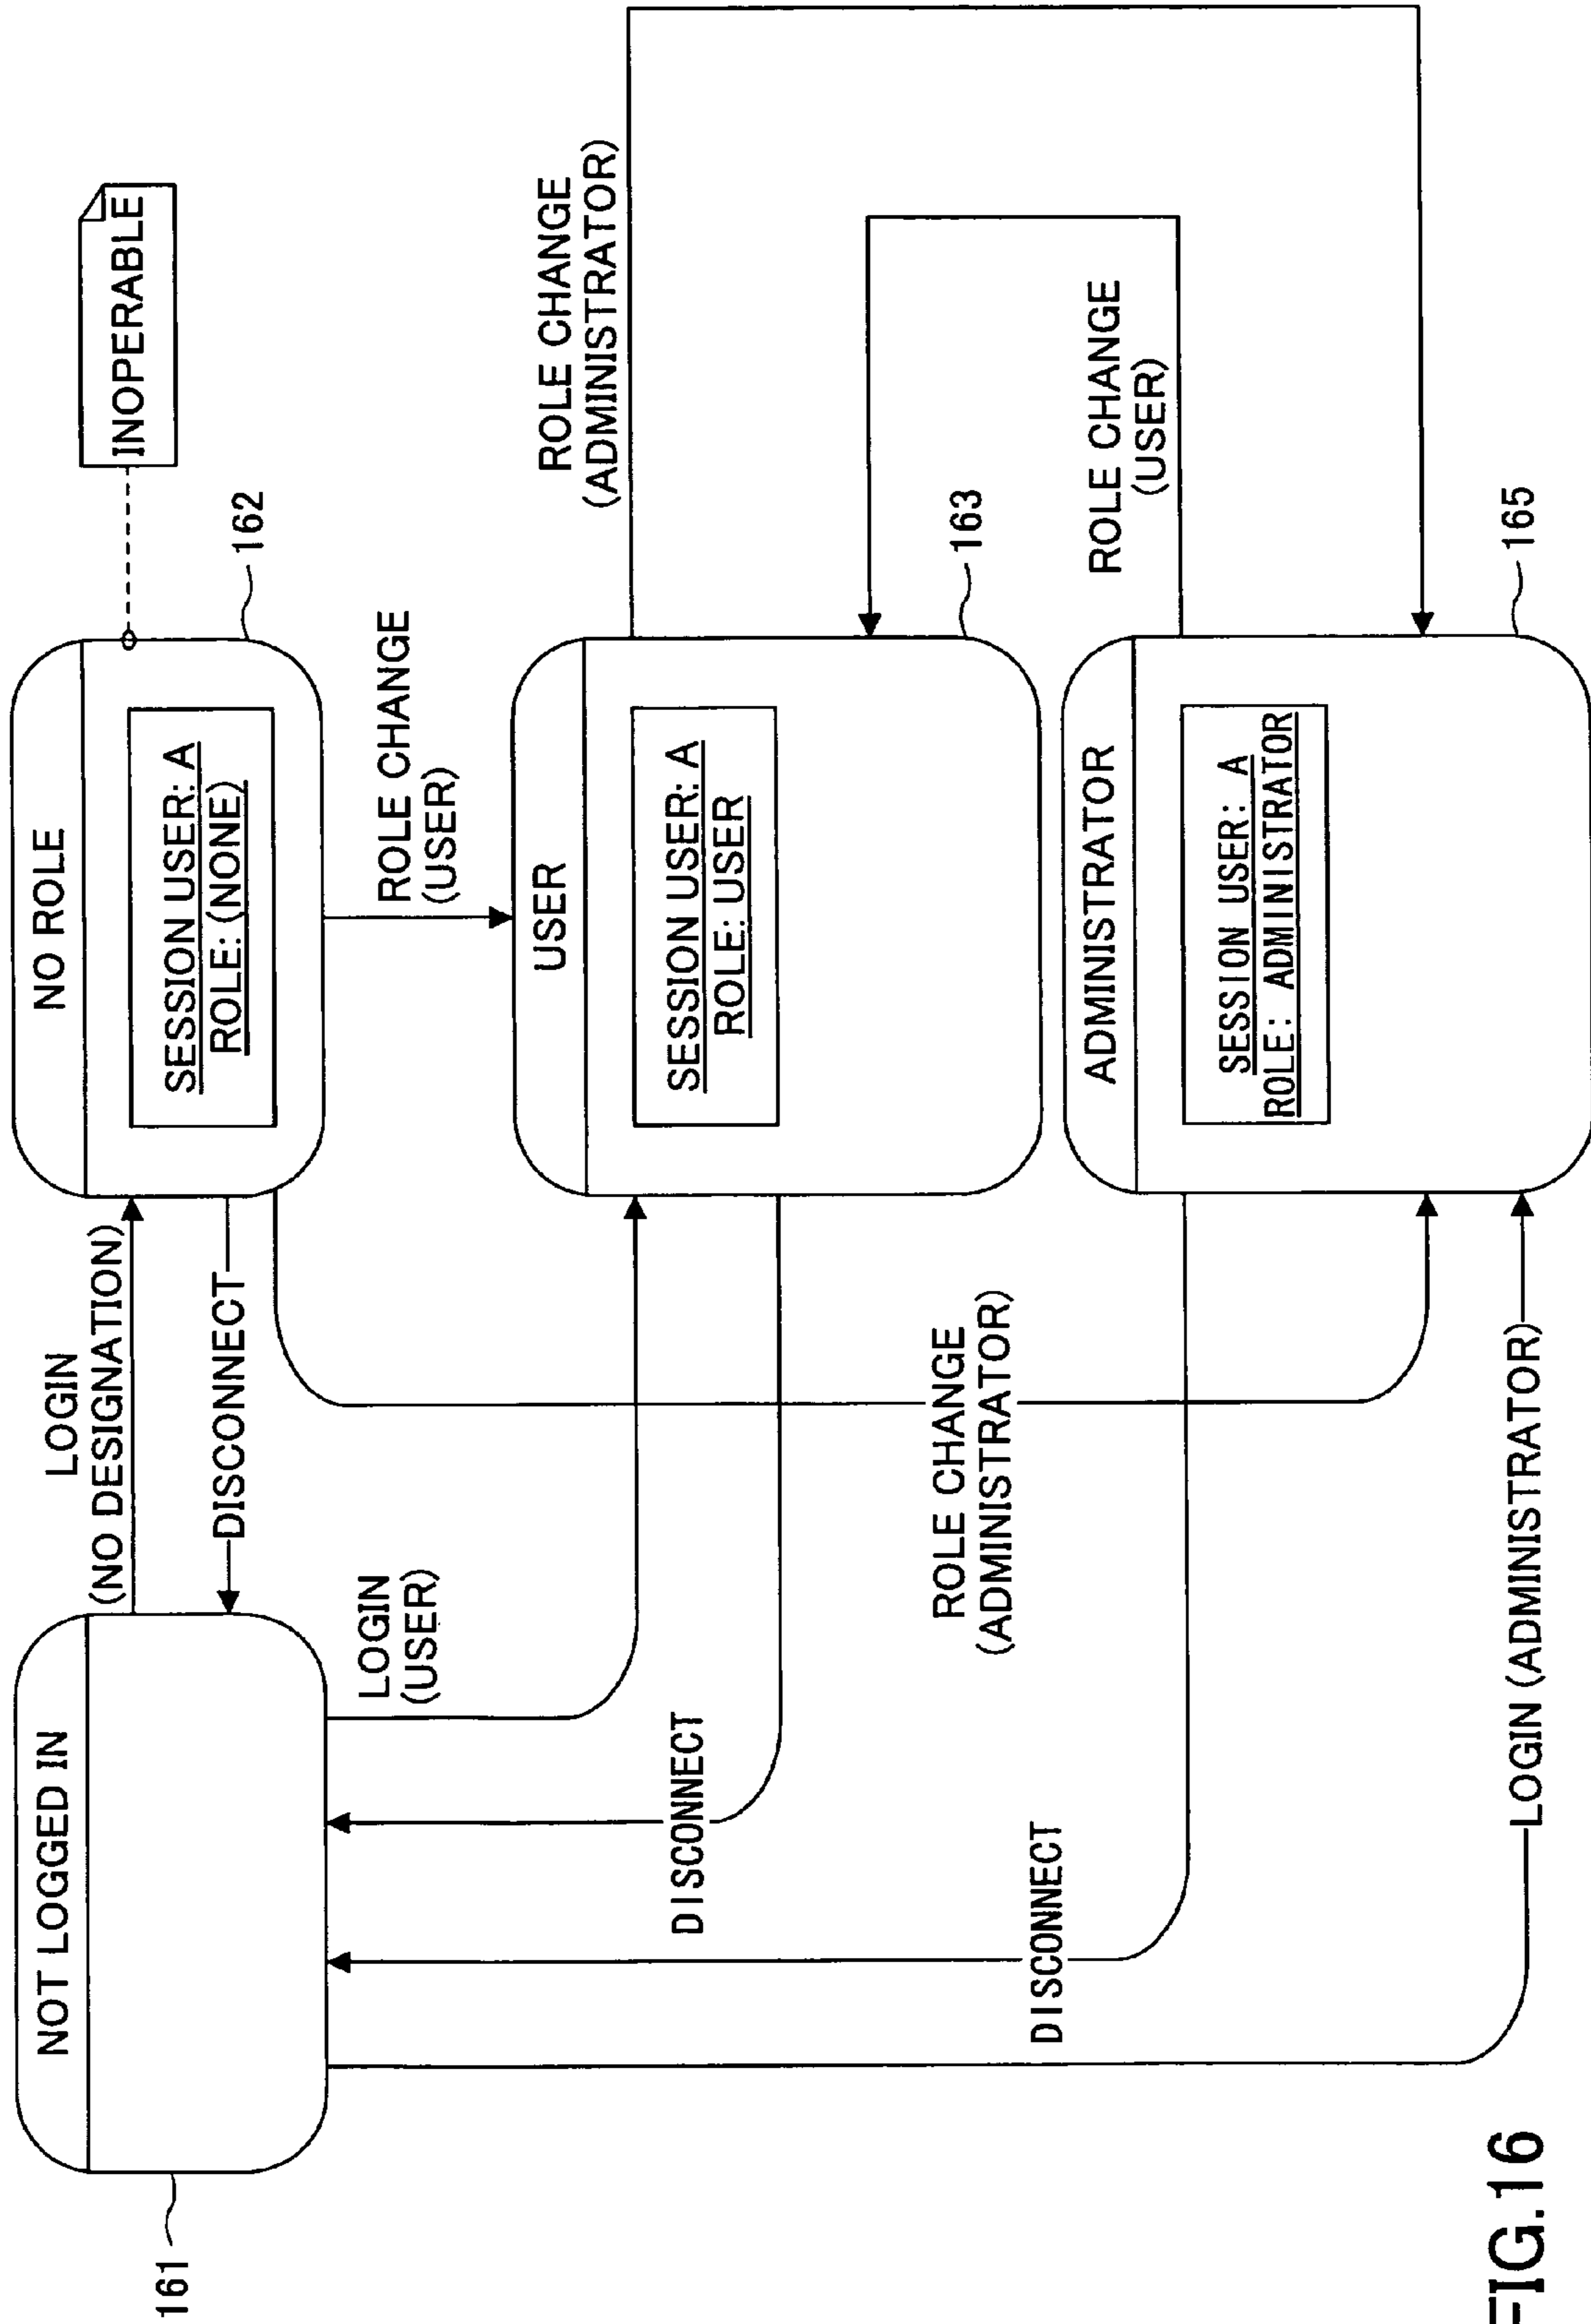 161
NOT LOGGED IN
LOGIN
(NO DESIGNATION)
DISCONNECT
NO ROLE
SESSION USER: A
ROLE: (NONE)
162
INOPERABLE
LOGIN
(USER)
ROLE CHANGE
(USER)
DISCONNECT
USER
SESSION USER: A
ROLE: USER
163
ROLE CHANGE
(ADMINISTRATOR)
ROLE CHANGE
(ADMINISTRATOR)
DISCONNECT
ROLE CHANGE
(USER)
ADMINISTRATOR
SESSION USER: A
ROLE: ADMINISTRATOR
165
LOGIN (ADMINISTRATOR)
FIG.16